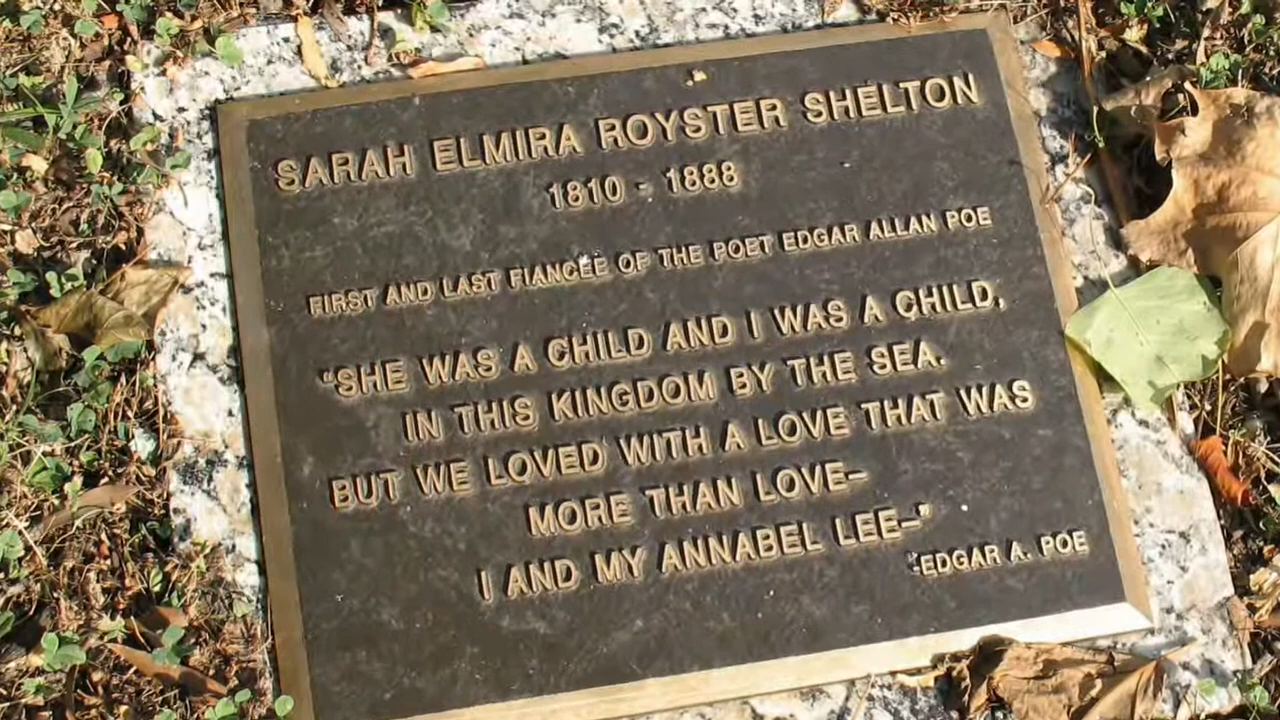 SARAH ELMIRA ROYSTER SHELTON
1810 - 1888
FIRST AND LAST FIANCÉE OF THE POET EDGAR ALLAN POE
“SHE WAS A CHILD AND I WAS A CHILD,
IN THIS KINGDOM BY THE SEA.
BUT WE LOVED WITH A LOVE THAT WAS
MORE THAN LOVE–
I AND MY ANNABEL LEE–”
-EDGAR A. POE